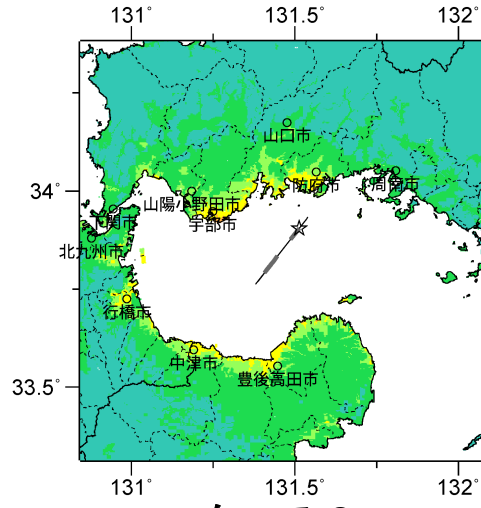 131° 131.5° 132°
山口市
34°
防府市
周南市
山陽小野田市
下関市
宇部市
北九州市
行橋市
中津市
豊後高田市
33.5°
131° 131.5° 132°